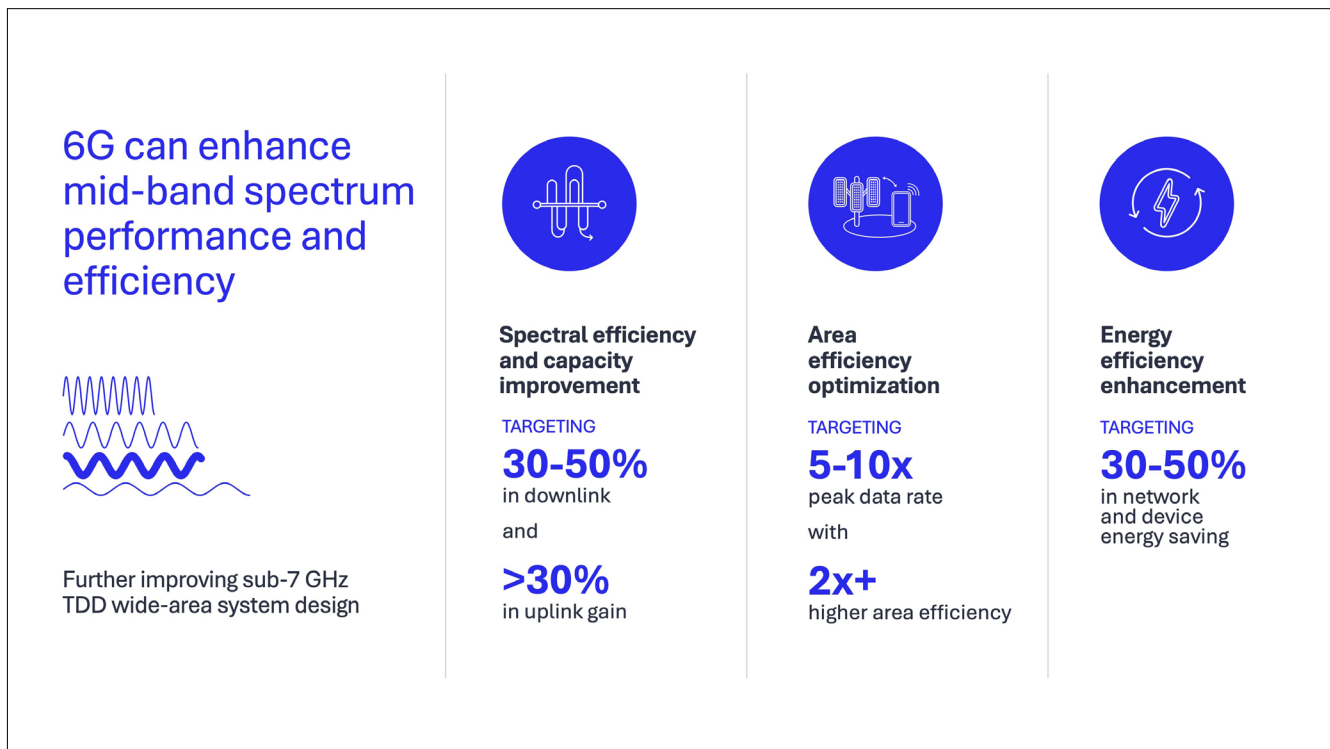 6G can enhance
mid-band spectrum
performance and
efficiency
Further improving sub-7 GHz
TDD wide-area system design
Spectral efficiency
and capacity
improvement
TARGETING
30-50%
in downlink
and
>30%
in uplink gain
Area
efficiency
optimization
TARGETING
5-10x
peak data rate
with
2x+
higher area efficiency
Energy
efficiency
enhancement
TARGETING
30-50%
in network
and device
energy saving